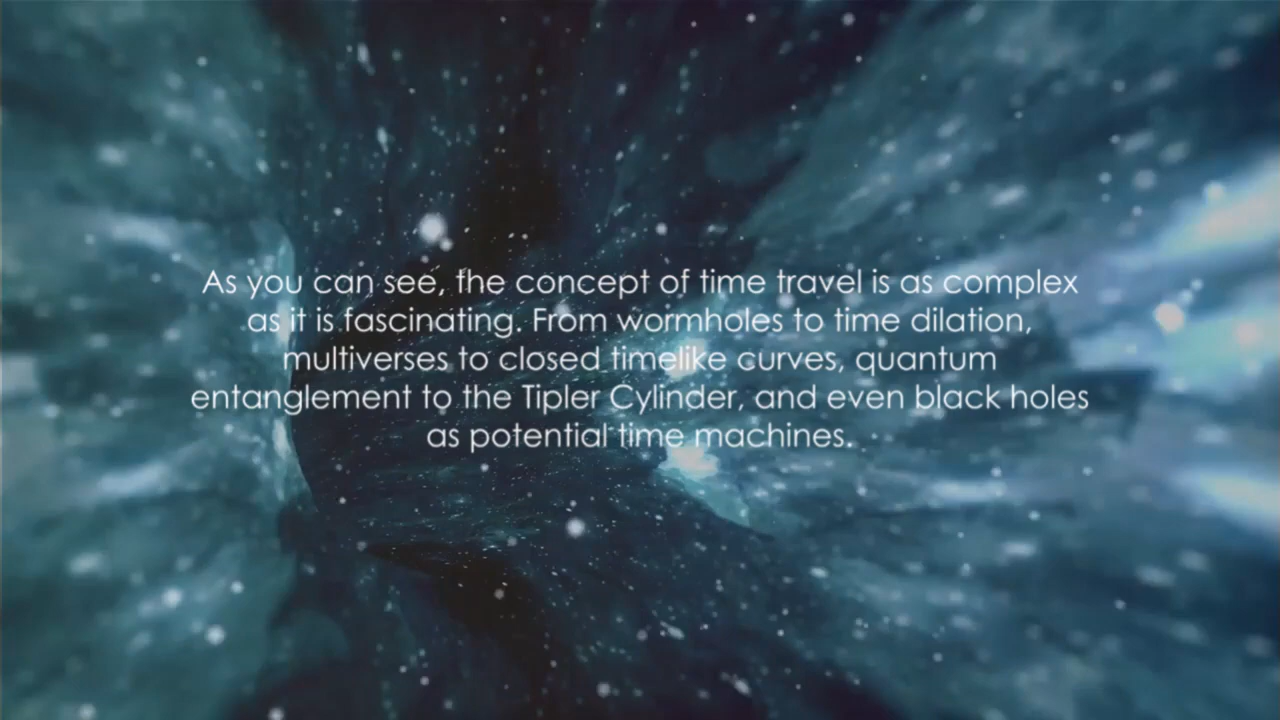 As you can see, the concept of time travel is as complex
as it is fascinating. From wormholes to time dilation,
multiverses to closed timelike curves, quantum
entanglement to the Tipler Cylinder, and even black holes
as potential time machines.